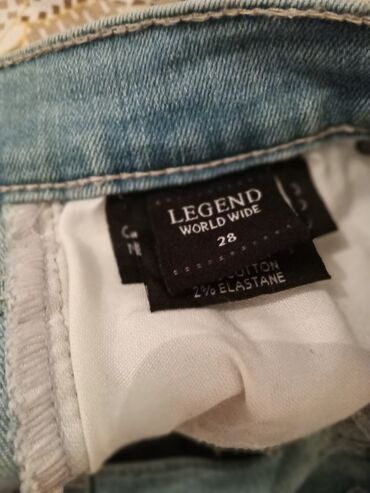 LEGEND
WORLD WIDE
28
COTTON
2% ELASTANE